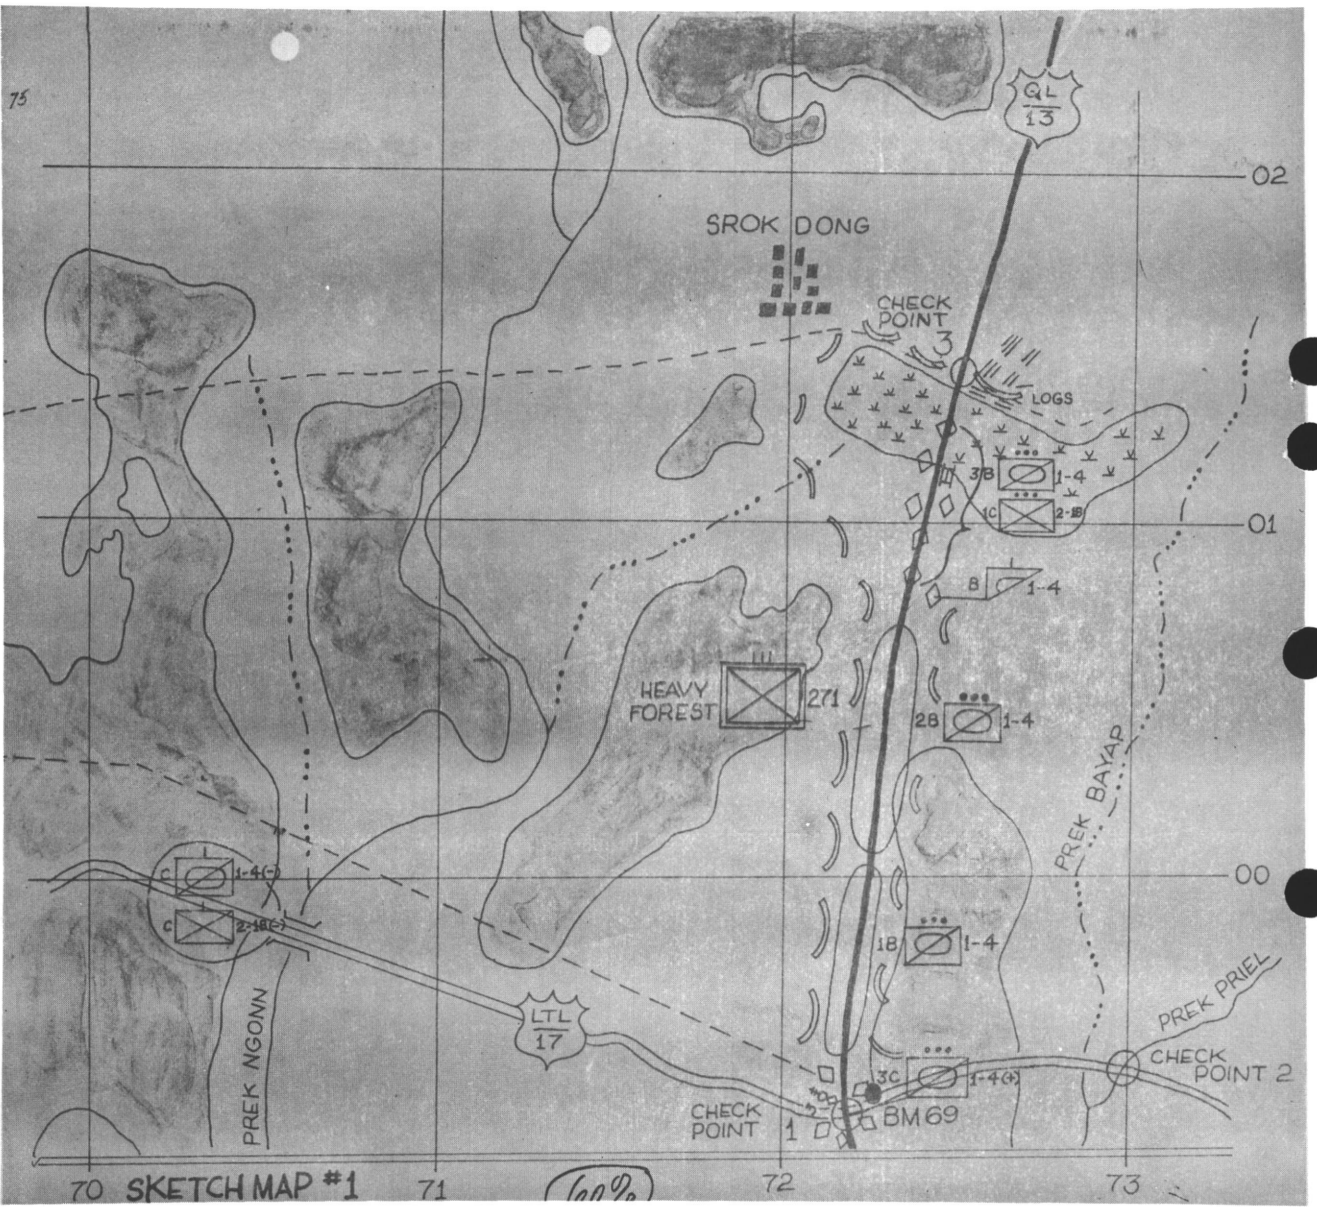 75
QL
13
02
SROK DONG
CHECK
POINT
3
LOGS
3B 1-4
1C 2-18
01
B 1-4
HEAVY
FOREST
271
2B 1-4
PREK BAYAP
C 1-4(-)
C 2-18(-)
00
1B 1-4
PREK NGONN
LTL
17
PREK PRIEL
CHECK
POINT 2
3C 1-4(+)
BM 69
CHECK
POINT 1
70 SKETCH MAP #1 71 60% 72 73